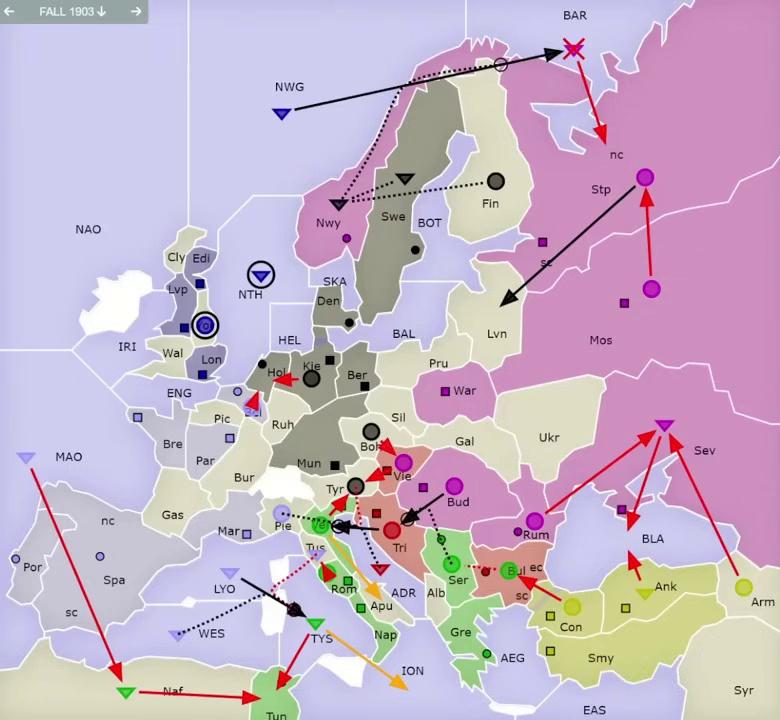 FALL 1903
BAR
NWG
nc
Stp
Fin
Nwy
Swe
BOT
NAO
Cly
Edi
sc
NTH
SKA
Lvp
Den
Lvn
Mos
IRI
Wal
Lon
HEL
BAL
Hol
Kie
Ber
Pru
ENG
Bel
War
Pic
Ruh
Sil
Bre
Par
Boh
Gal
Ukr
Mun
Bur
Vie
MAO
Tyr
Sev
Gas
Bud
nc
Mar
Pie
Rum
Tri
BLA
Por
Spa
Tus
Bul
ec
Ser
Ank
LYO
Rom
ADR
Arm
sc
Apu
Alb
sc
Con
WES
Nap
TYS
Gre
Smy
ION
AEG
Naf
Syr
Tun
EAS